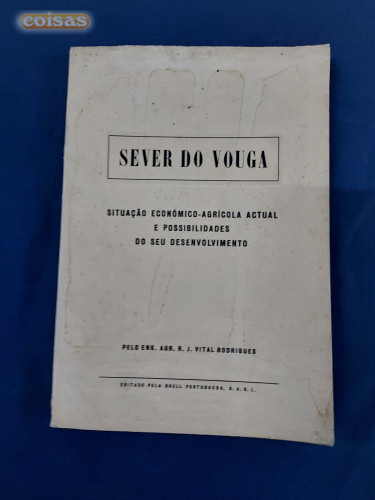 coisas
SEVER DO VOUGA
SITUAÇÃO ECONÓMICO-AGRÍCOLA ACTUAL
E POSSIBILIDADES
DO SEU DESENVOLVIMENTO
PELO ENG. AGR. R. J. VITAL RODRIGUES
EDITADO PELA SHELL PORTUGUESA, S. A. R. L.